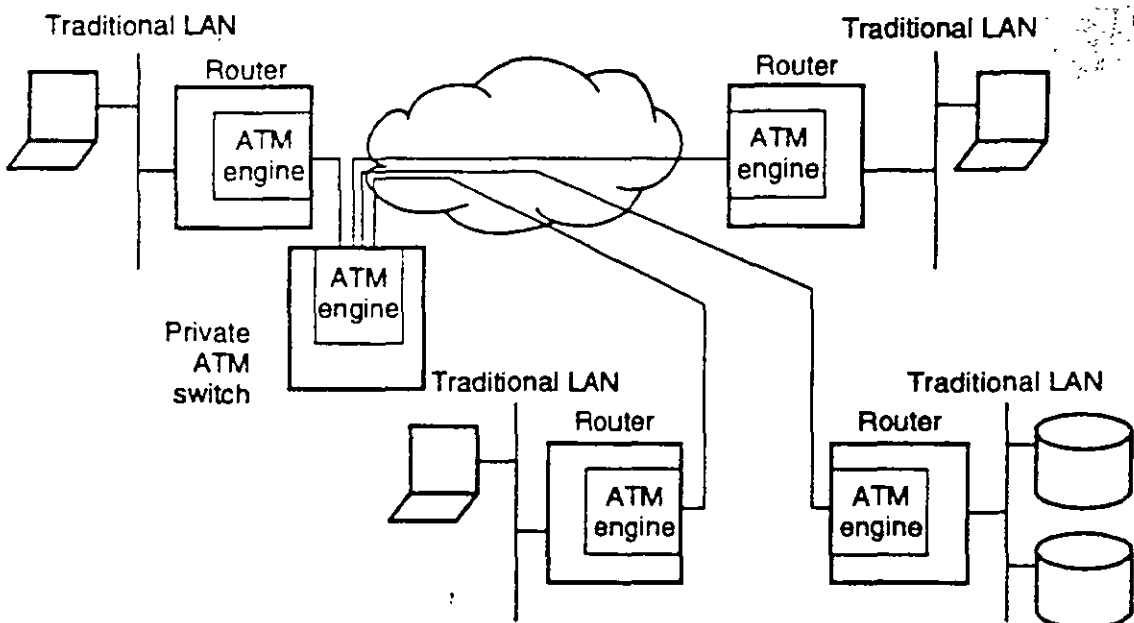 Traditional LAN
Router
ATM
engine
Traditional LAN
Router
ATM
engine
ATM
engine
Private
ATM
switch
Traditional LAN
Router
ATM
engine
Traditional LAN
Router
ATM
engine